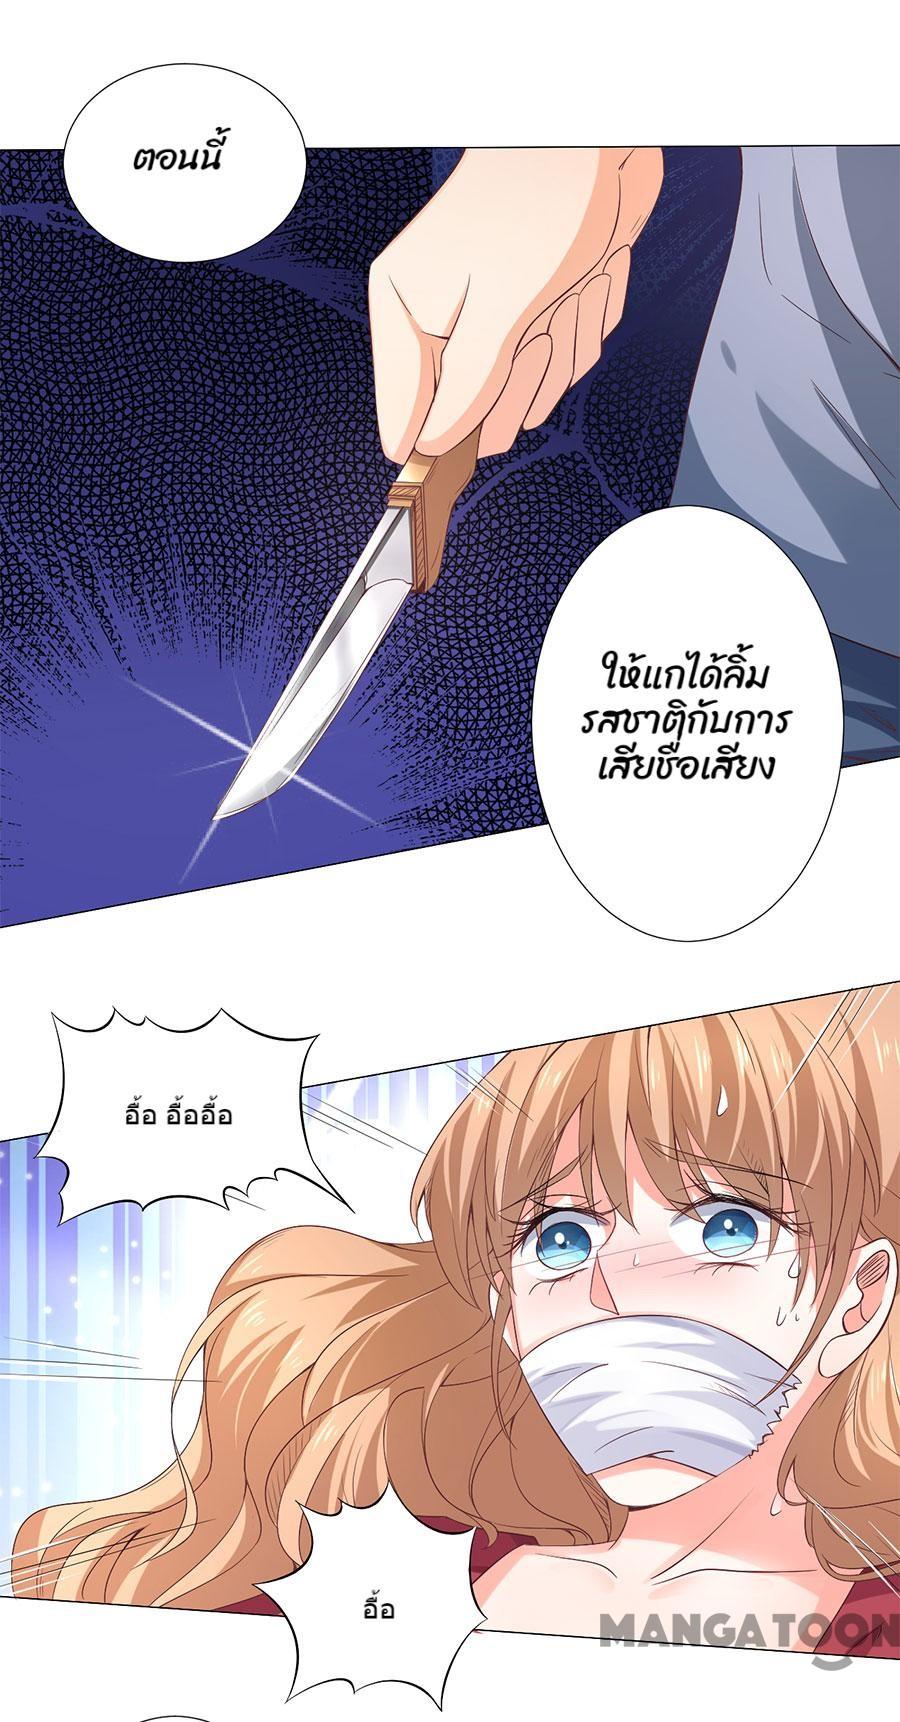 ตอนนี้
ให้แกได้ลิ้ม
รสชาติกับการ
เสียชื่อเสียง
อื้อ อื้ออื้อ
อื้อ
MANGATOON